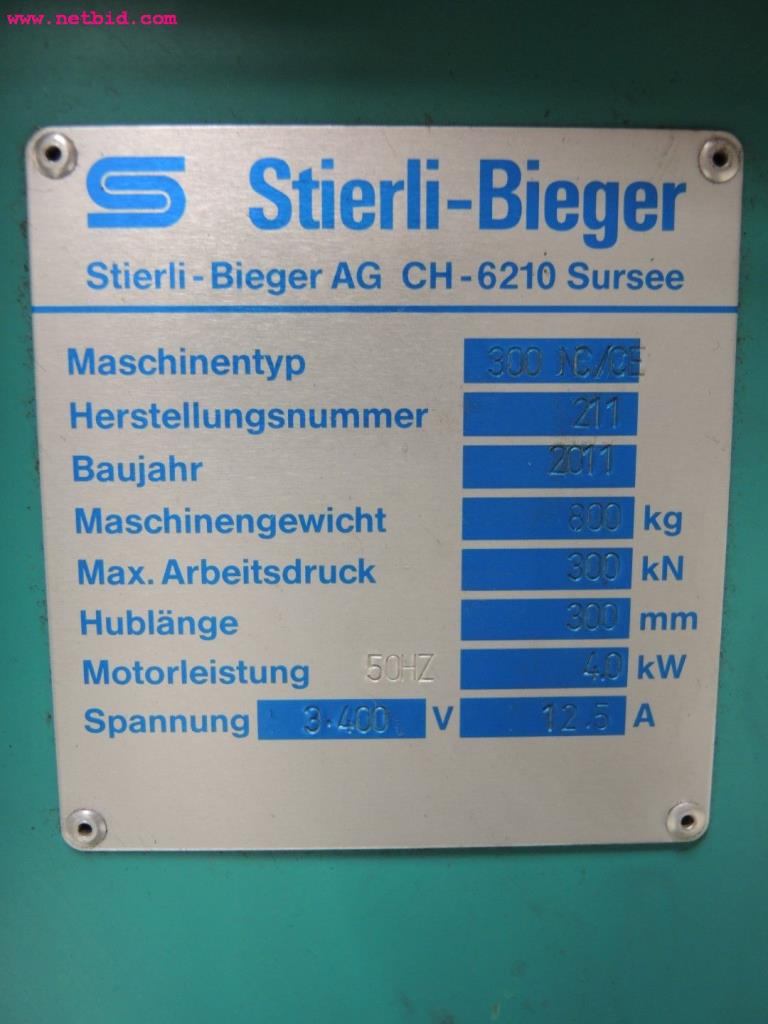 www.netbid.com
Stierli-Bieger
Stierli-Bieger AG CH-6210 Sursee
Maschinentyp 300 NC/CE
Herstellungsnummer 211
Baujahr 2011
Maschinengewicht 800 kg
Max. Arbeitsdruck 300 kN
Hublänge 300 mm
Motorleistung 50HZ 4.0 kW
Spannung 3·400 V 12.5 A